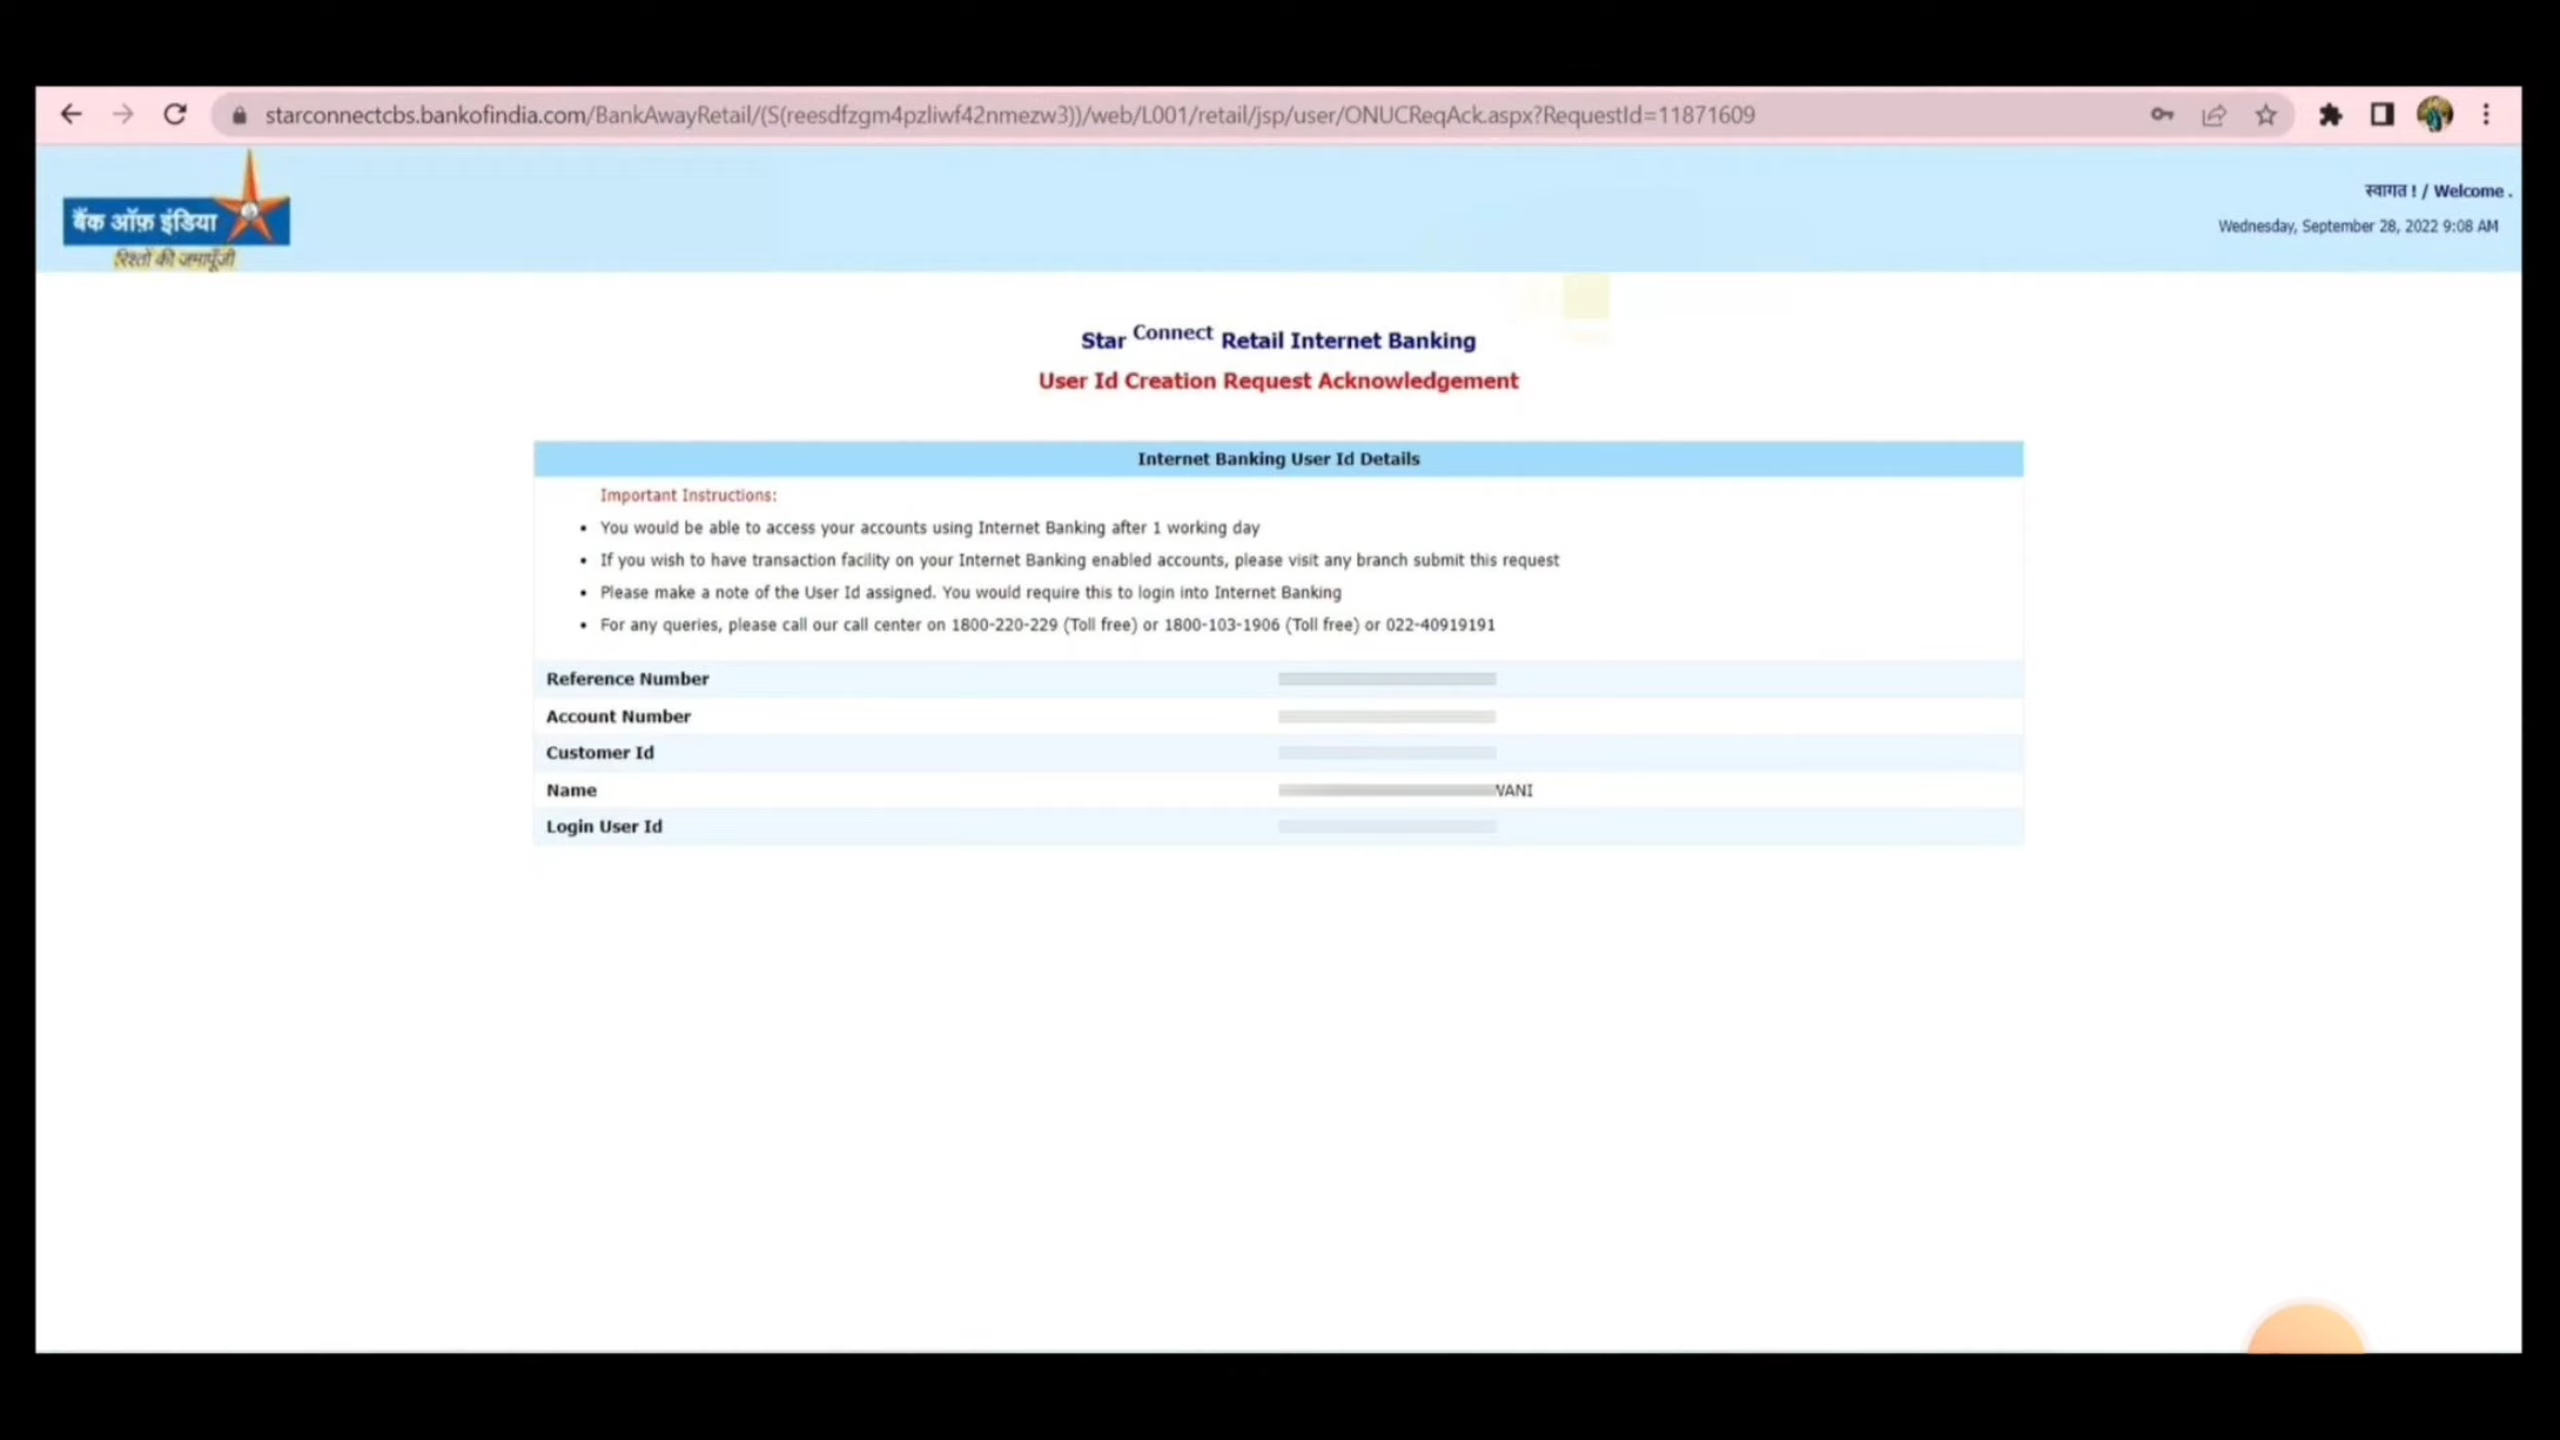 starconnectcbs.bankofindia.com/BankAwayRetail/(S(reesdfzgm4pzliwf42nmezw3))/web/L001/retail/jsp/user/ONUCReqAck.aspx?RequestId=11871609
बैंक ऑफ़ इंडिया
रिश्तों की जमापूँजी
स्वागत ! / Welcome .
Wednesday, September 28, 2022 9:08 AM
Star Connect Retail Internet Banking
User Id Creation Request Acknowledgement
Internet Banking User Id Details
Important Instructions:
• You would be able to access your accounts using Internet Banking after 1 working day
• If you wish to have transaction facility on your Internet Banking enabled accounts, please visit any branch submit this request
• Please make a note of the User Id assigned. You would require this to login into Internet Banking
• For any queries, please call our call center on 1800-220-229 (Toll free) or 1800-103-1906 (Toll free) or 022-40919191
Reference Number
Account Number
Customer Id
Name
Login User Id